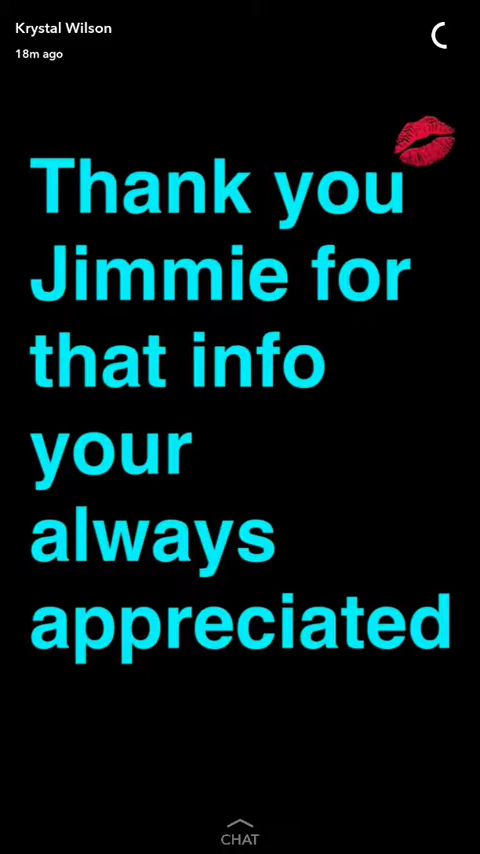 Krystal Wilson
18m ago
Thank you
Jimmie for
that info
your
always
appreciated
CHAT